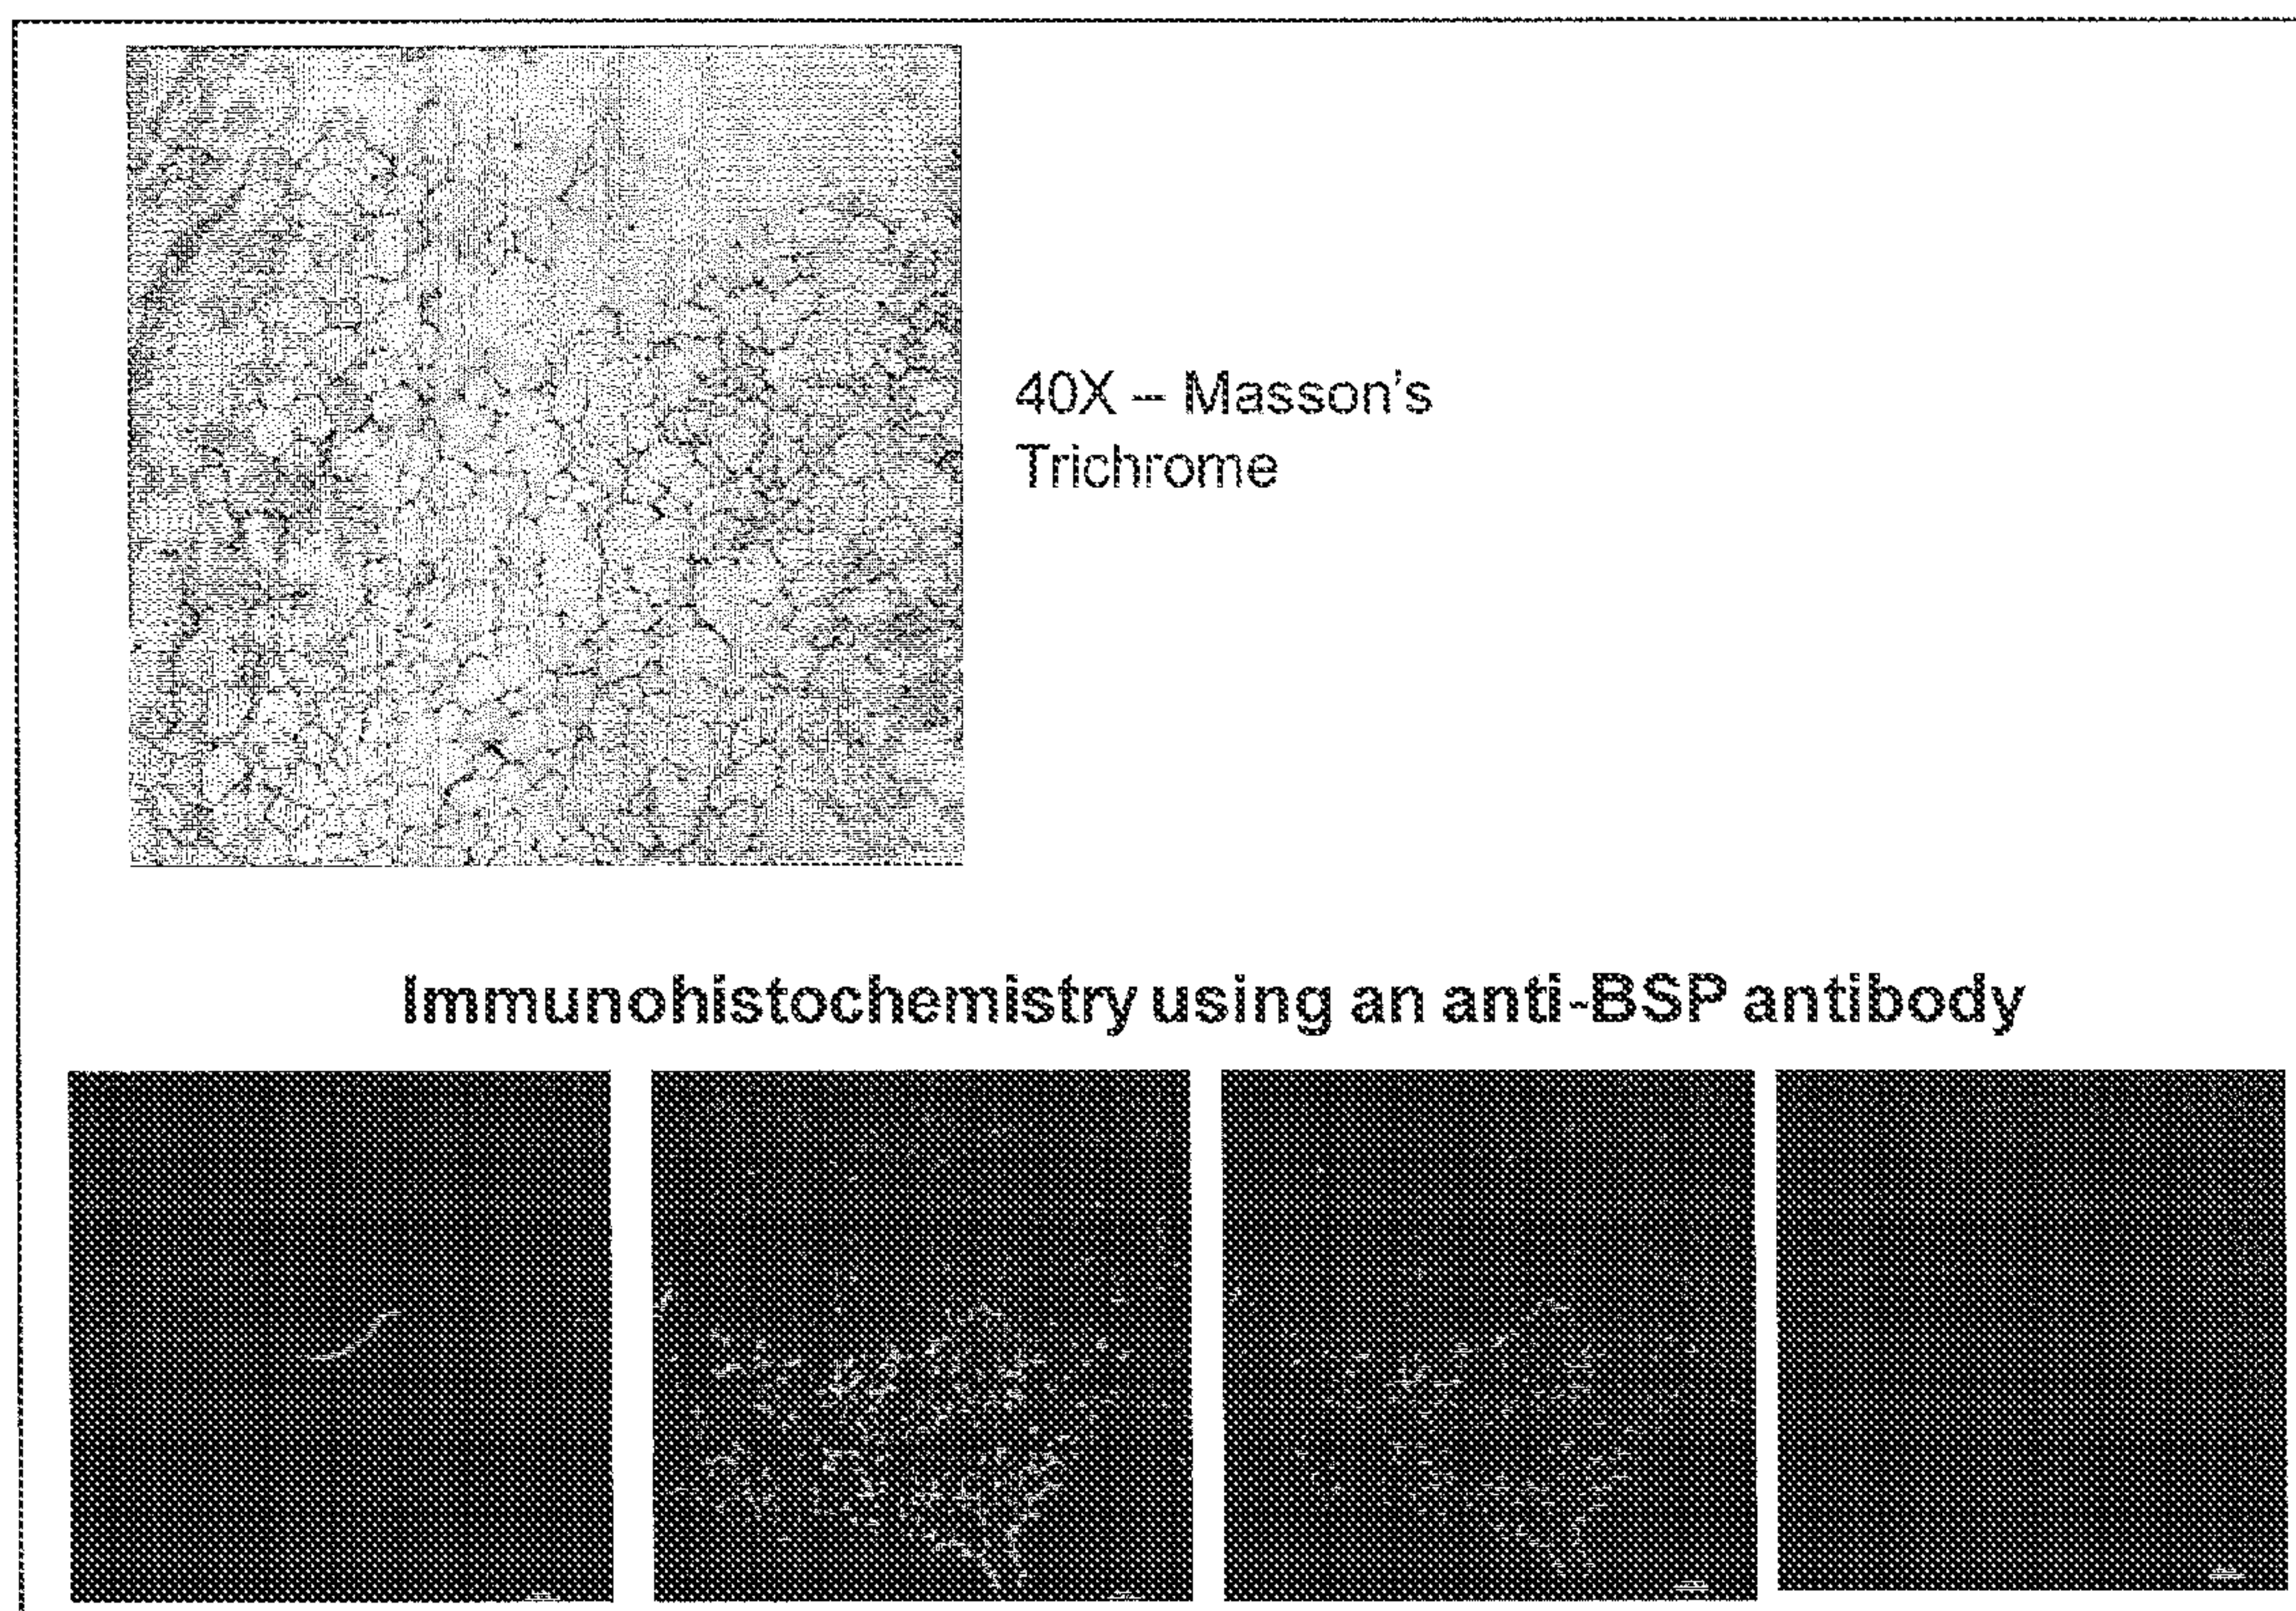 40X – Masson's
Trichrome
Immunohistochemistry using an anti-BSP antibody